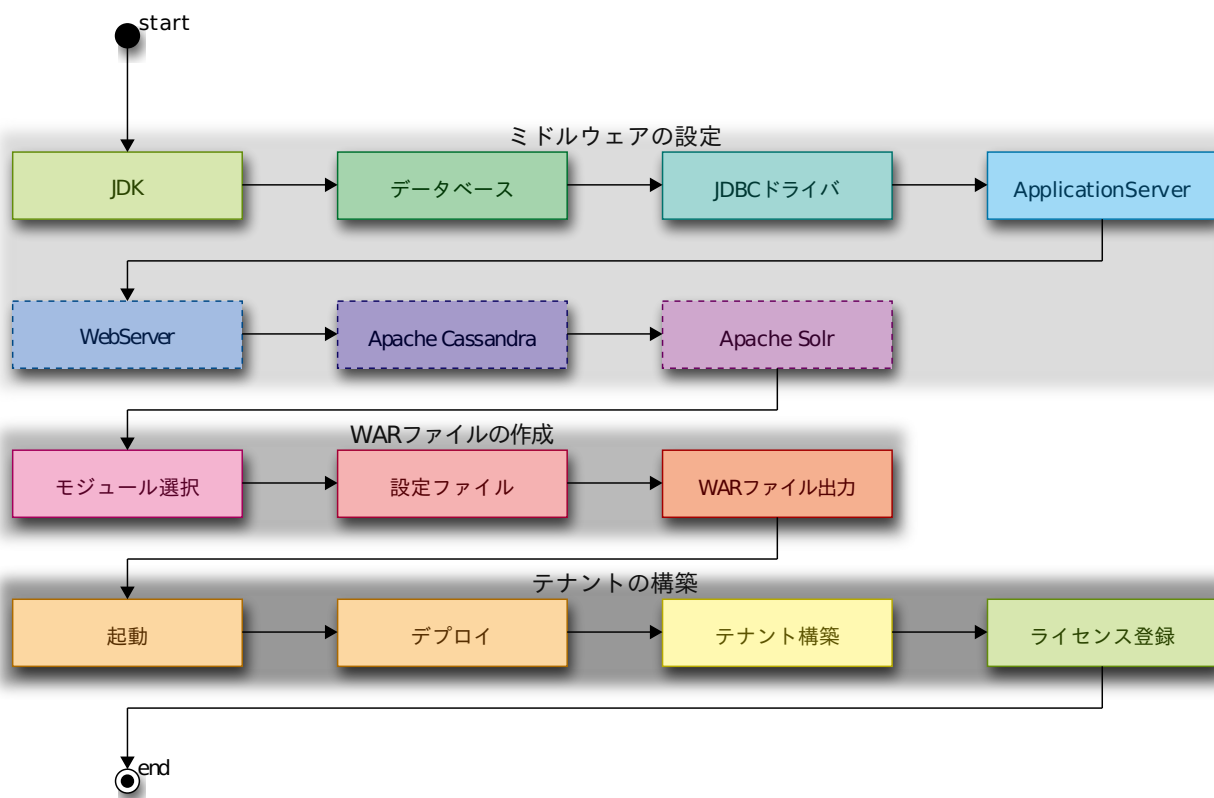 start
ミドルウェアの設定
JDK
データベース
JDBCドライバ
ApplicationServer
WebServer
Apache Cassandra
Apache Solr
WARファイルの作成
モジュール選択
設定ファイル
WARファイル出力
テナントの構築
起動
デプロイ
テナント構築
ライセンス登録
end